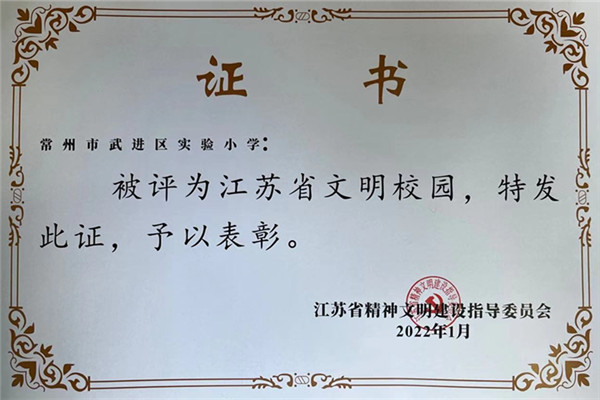 证 书
常州市武进区实验小学：
被评为江苏省文明校园，特发
此证，予以表彰。
江苏省精神文明建设指导委员会
2022年1月